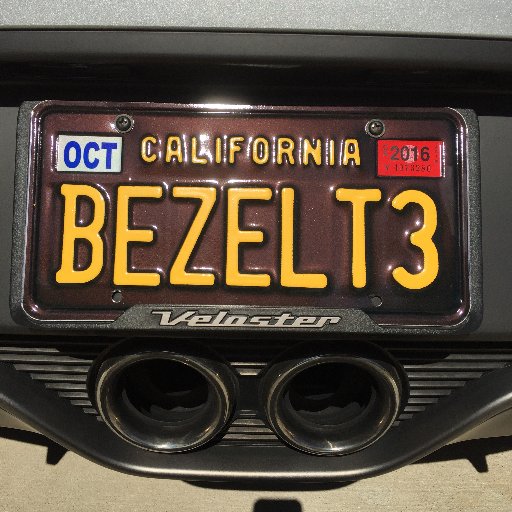 OCT CALIFORNIA 2016
BEZELT3
Veloster